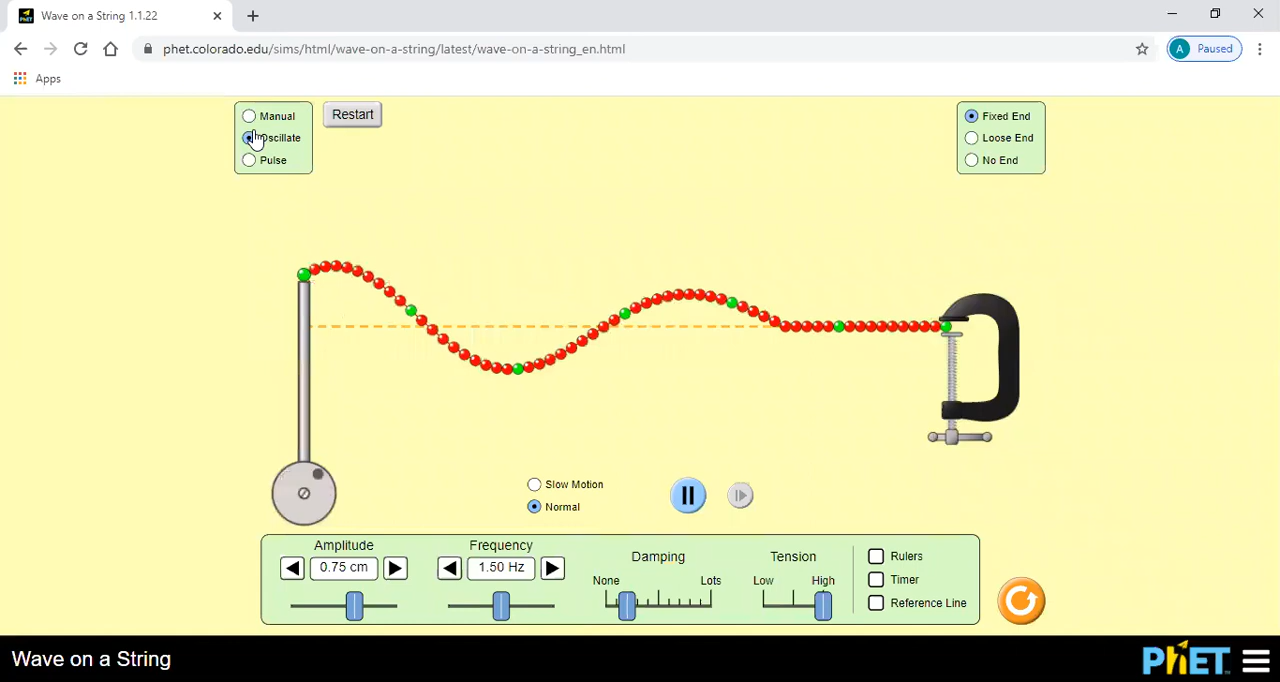 Wave on a String 1.1.22
phet.colorado.edu/sims/html/wave-on-a-string/latest/wave-on-a-string_en.html
A Paused
Apps
Manual
Oscillate
Pulse
Restart
Fixed End
Loose End
No End
Slow Motion
Normal
Amplitude
0.75 cm
Frequency
1.50 Hz
Damping
None Lots
Tension
Low High
Rulers
Timer
Reference Line
Wave on a String
PhET